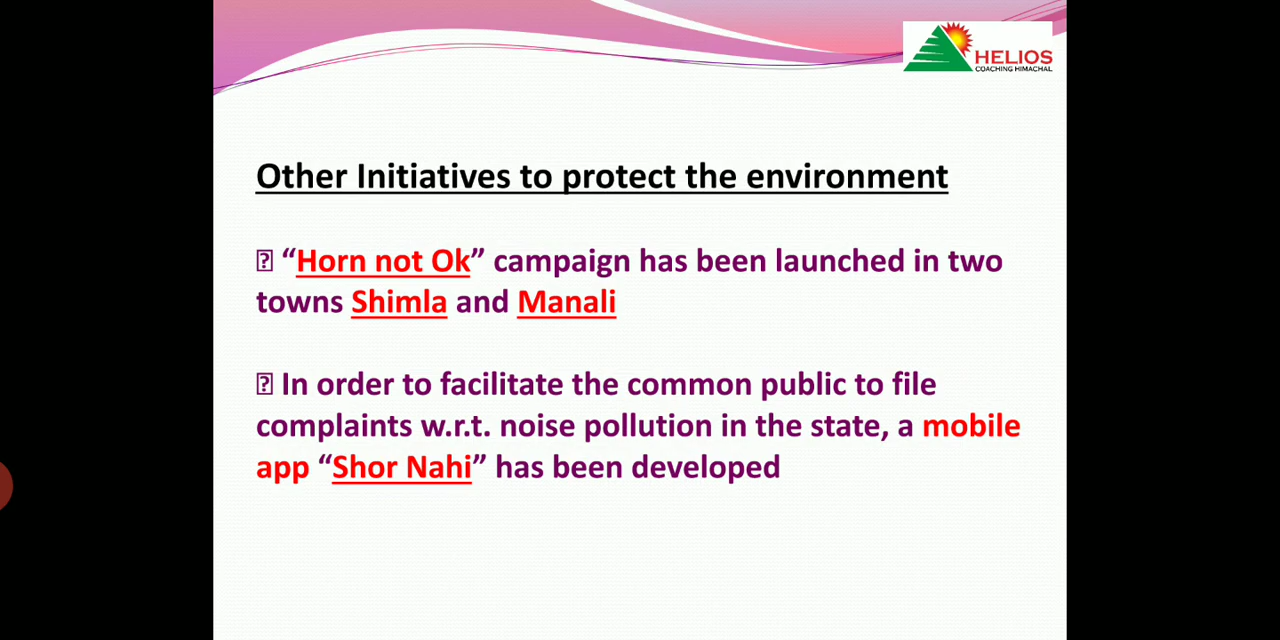 HELIOS
COACHING HIMACHAL
Other Initiatives to protect the environment
“Horn not Ok” campaign has been launched in two
towns Shimla and Manali
In order to facilitate the common public to file
complaints w.r.t. noise pollution in the state, a mobile
app “Shor Nahi” has been developed